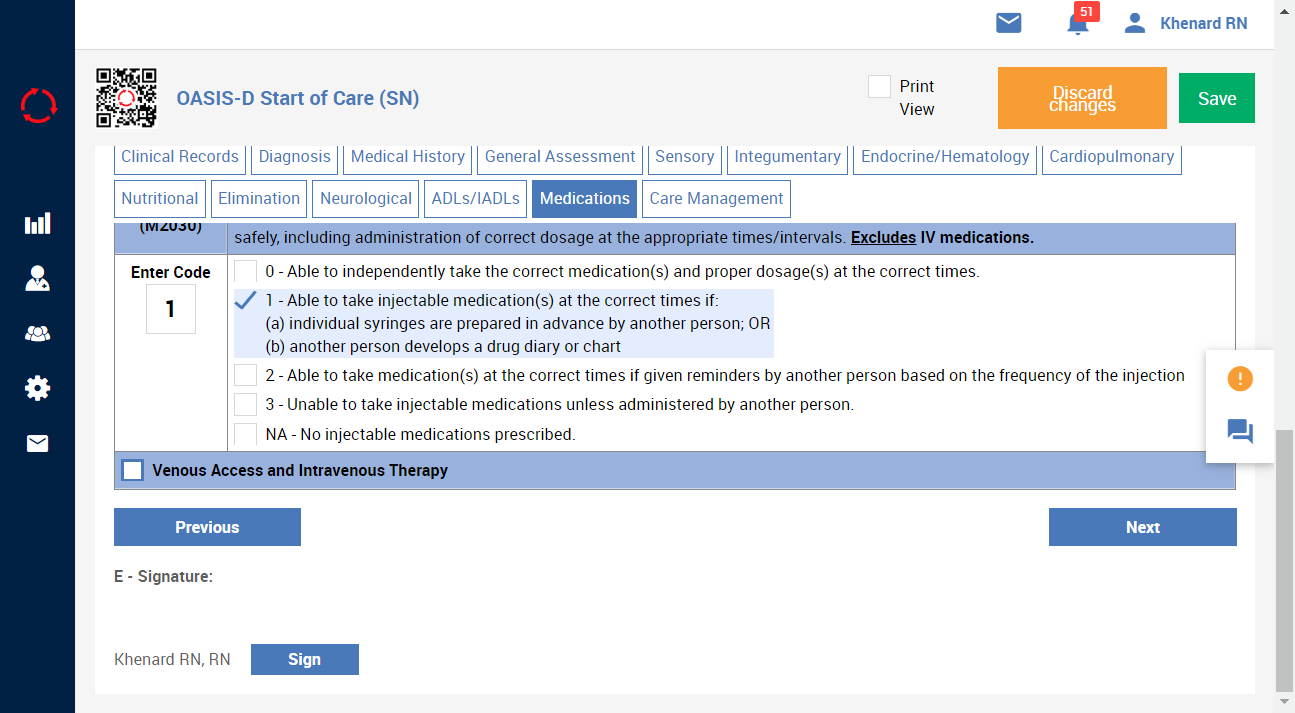 51
Khenard RN
OASIS-D Start of Care (SN)
Print
View
Discard
changes
Save
Clinical Records
Diagnosis
Medical History
General Assessment
Sensory
Integumentary
Endocrine/Hematology
Cardiopulmonary
Nutritional
Elimination
Neurological
ADLs/IADLs
Medications
Care Management
(M2030)
safely, including administration of correct dosage at the appropriate times/intervals. Excludes IV medications.
Enter Code
1
0 - Able to independently take the correct medication(s) and proper dosage(s) at the correct times.
1 - Able to take injectable medication(s) at the correct times if:
(a) individual syringes are prepared in advance by another person; OR
(b) another person develops a drug diary or chart
2 - Able to take medication(s) at the correct times if given reminders by another person based on the frequency of the injection
3 - Unable to take injectable medications unless administered by another person.
NA - No injectable medications prescribed.
Venous Access and Intravenous Therapy
Previous
Next
E - Signature:
Khenard RN, RN
Sign